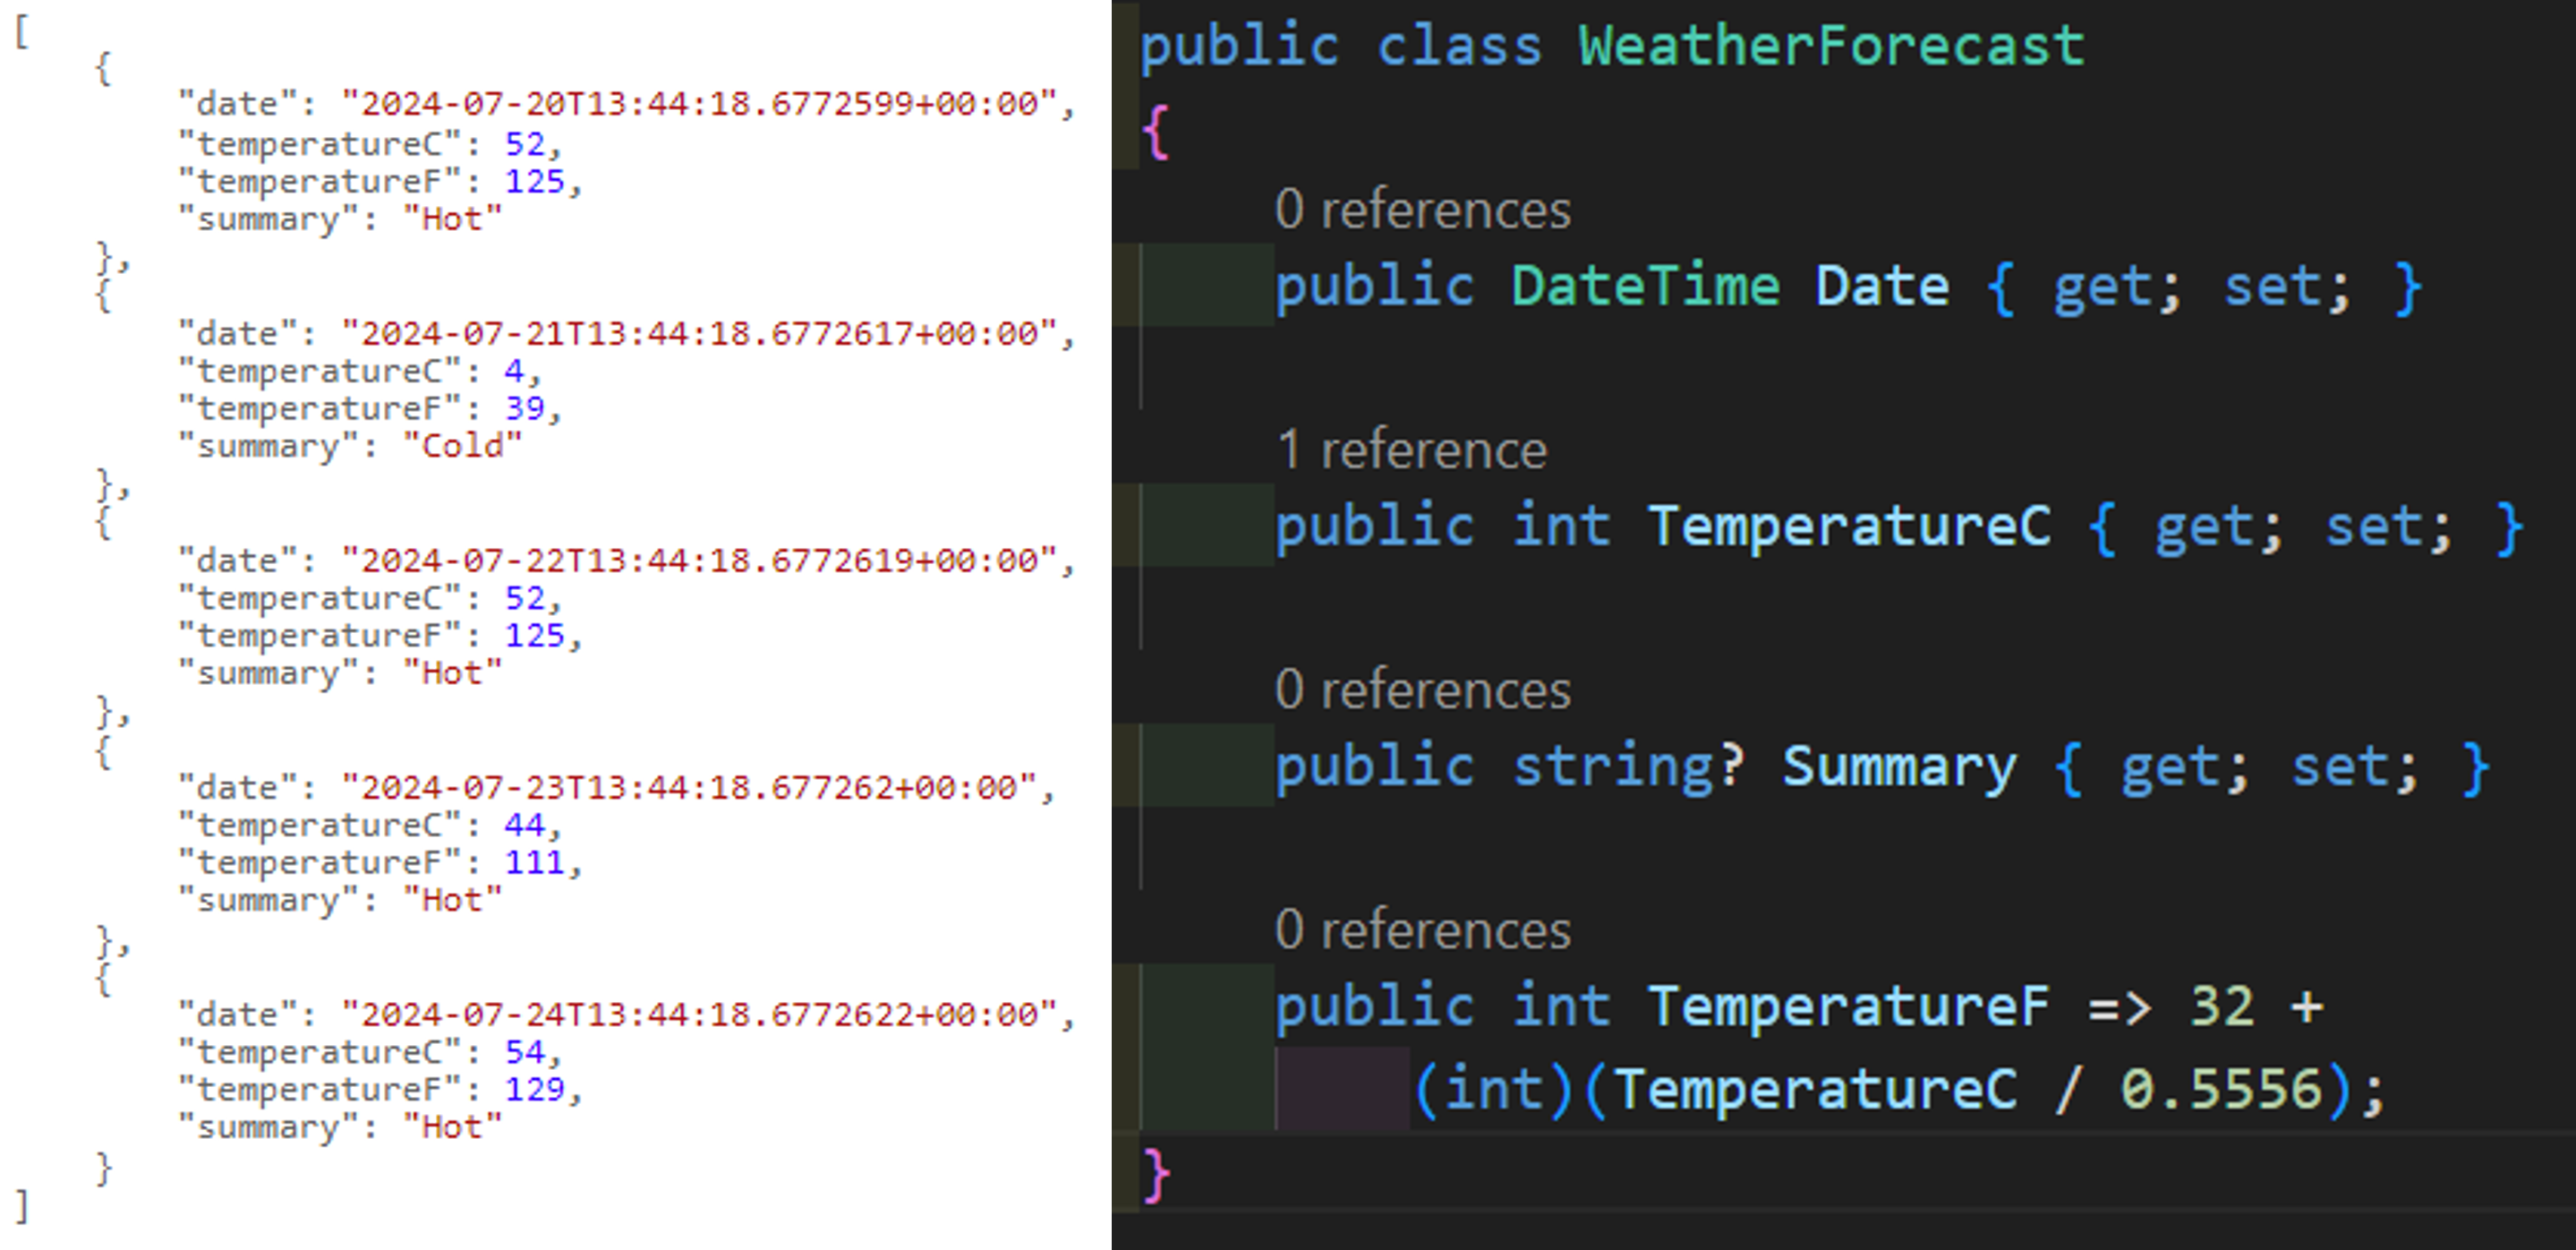 [
    {
        "date": "2024-07-20T13:44:18.6772599+00:00",
        "temperatureC": 52,
        "temperatureF": 125,
        "summary": "Hot"
    },
    {
        "date": "2024-07-21T13:44:18.6772617+00:00",
        "temperatureC": 4,
        "temperatureF": 39,
        "summary": "Cold"
    },
    {
        "date": "2024-07-22T13:44:18.6772619+00:00",
        "temperatureC": 52,
        "temperatureF": 125,
        "summary": "Hot"
    },
    {
        "date": "2024-07-23T13:44:18.677262+00:00",
        "temperatureC": 44,
        "temperatureF": 111,
        "summary": "Hot"
    },
    {
        "date": "2024-07-24T13:44:18.6772622+00:00",
        "temperatureC": 54,
        "temperatureF": 129,
        "summary": "Hot"
    }
]
public class WeatherForecast
{
    0 references
    public DateTime Date { get; set; }
    1 reference
    public int TemperatureC { get; set; }
    0 references
    public string? Summary { get; set; }
    0 references
    public int TemperatureF => 32 +
        (int)(TemperatureC / 0.5556);
}